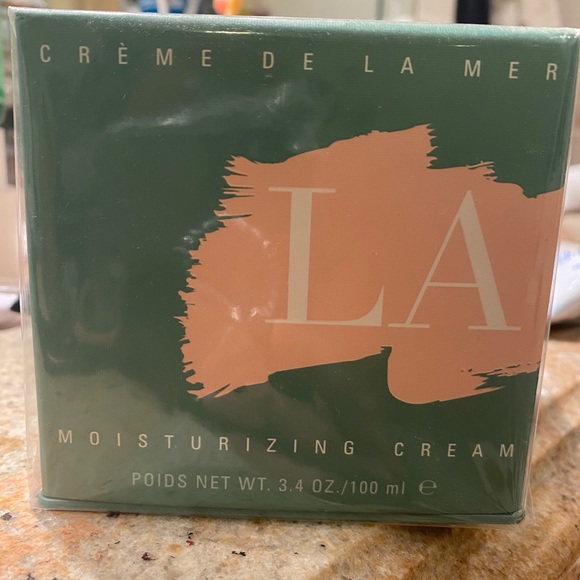 CRÈME DE LA MER
LA
MOISTURIZING CREAM
POIDS NET WT. 3.4 OZ./100 ml ℮